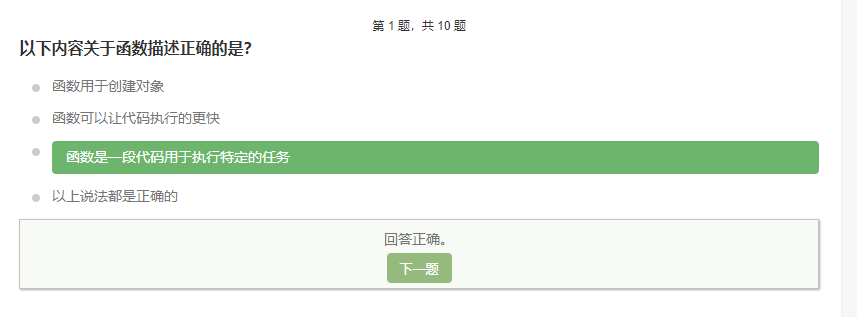 第 1 题，共 10 题
以下内容关于函数描述正确的是?
函数用于创建对象
函数可以让代码执行的更快
函数是一段代码用于执行特定的任务
以上说法都是正确的
回答正确。
下一题